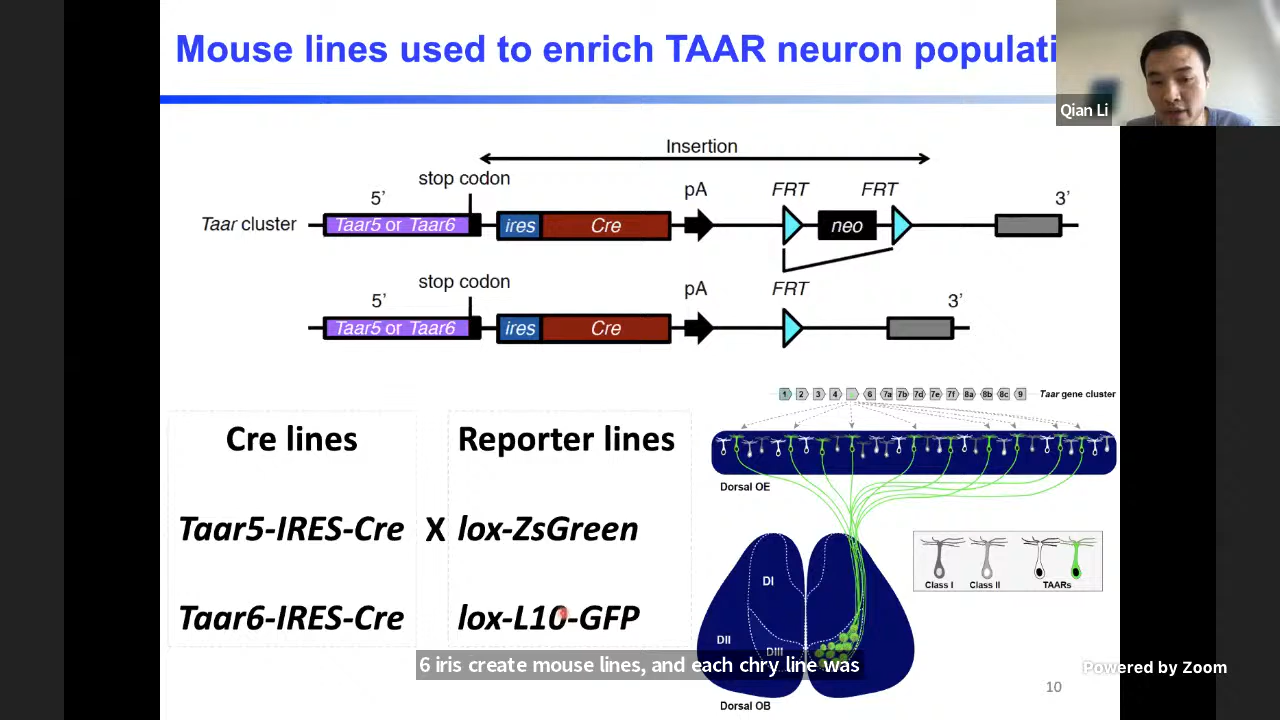 Mouse lines used to enrich TAAR neuron populati
Qian Li
Insertion
stop codon
5’
pA
FRT
FRT
3’
Taar cluster
Taar5 or Taar6
ires
Cre
neo
stop codon
5’
pA
FRT
3’
Taar5 or Taar6
ires
Cre
1 2 3 4 6 7a 7b 7d 7e 7f 8a 8b 8c 9
Taar gene cluster
Cre lines
Reporter lines
Dorsal OE
Taar5-IRES-Cre X lox-ZsGreen
Class I
Class II
TAARs
DI
Taar6-IRES-Cre
lox-L10-GFP
DII
DIII
6 iris create mouse lines, and each chry line was
Powered by Zoom
10
Dorsal OB